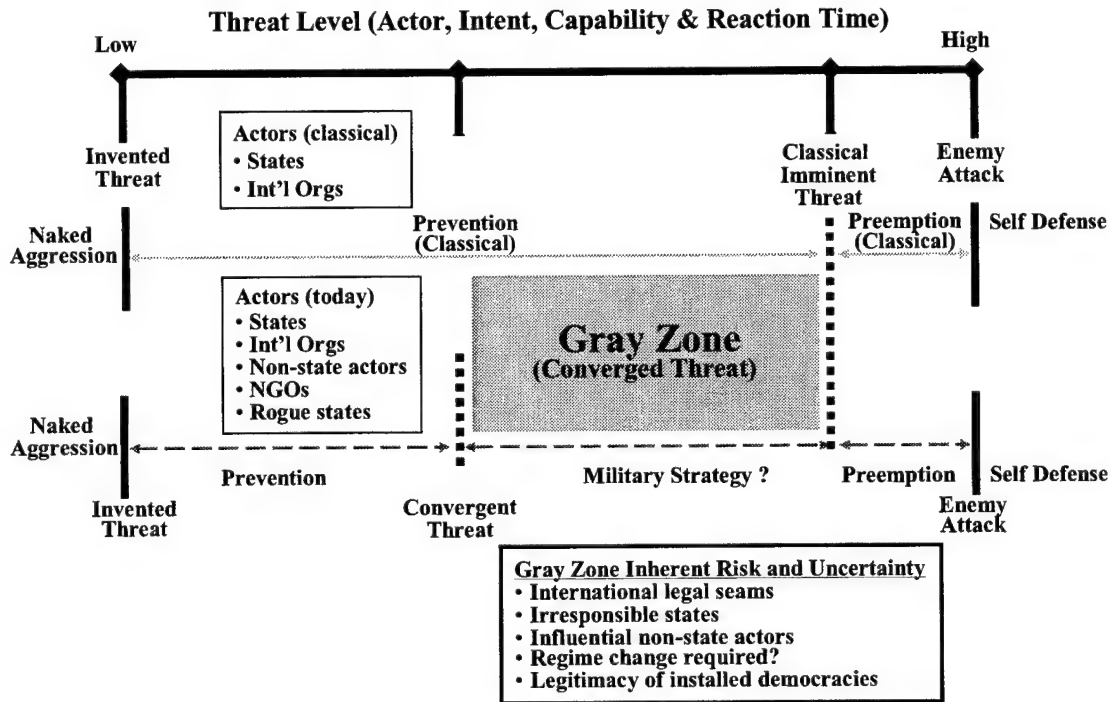 Threat Level (Actor, Intent, Capability & Reaction Time)
Low
High
Actors (classical)
• States
• Int'l Orgs
Invented
Threat
Classical
Imminent
Threat
Enemy
Attack
Naked
Aggression
Prevention
(Classical)
Preemption
(Classical)
Self Defense
Actors (today)
• States
• Int'l Orgs
• Non-state actors
• NGOs
• Rogue states
Gray Zone
(Converged Threat)
Naked
Aggression
Prevention
Military Strategy ?
Preemption
Self Defense
Invented
Threat
Convergent
Threat
Enemy
Attack
Gray Zone Inherent Risk and Uncertainty
• International legal seams
• Irresponsible states
• Influential non-state actors
• Regime change required?
• Legitimacy of installed democracies